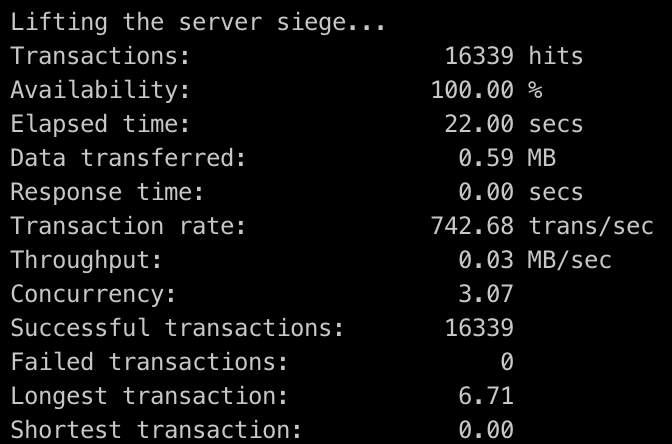 Lifting the server siege...
Transactions: 16339 hits
Availability: 100.00 %
Elapsed time: 22.00 secs
Data transferred: 0.59 MB
Response time: 0.00 secs
Transaction rate: 742.68 trans/sec
Throughput: 0.03 MB/sec
Concurrency: 3.07
Successful transactions: 16339
Failed transactions: 0
Longest transaction: 6.71
Shortest transaction: 0.00